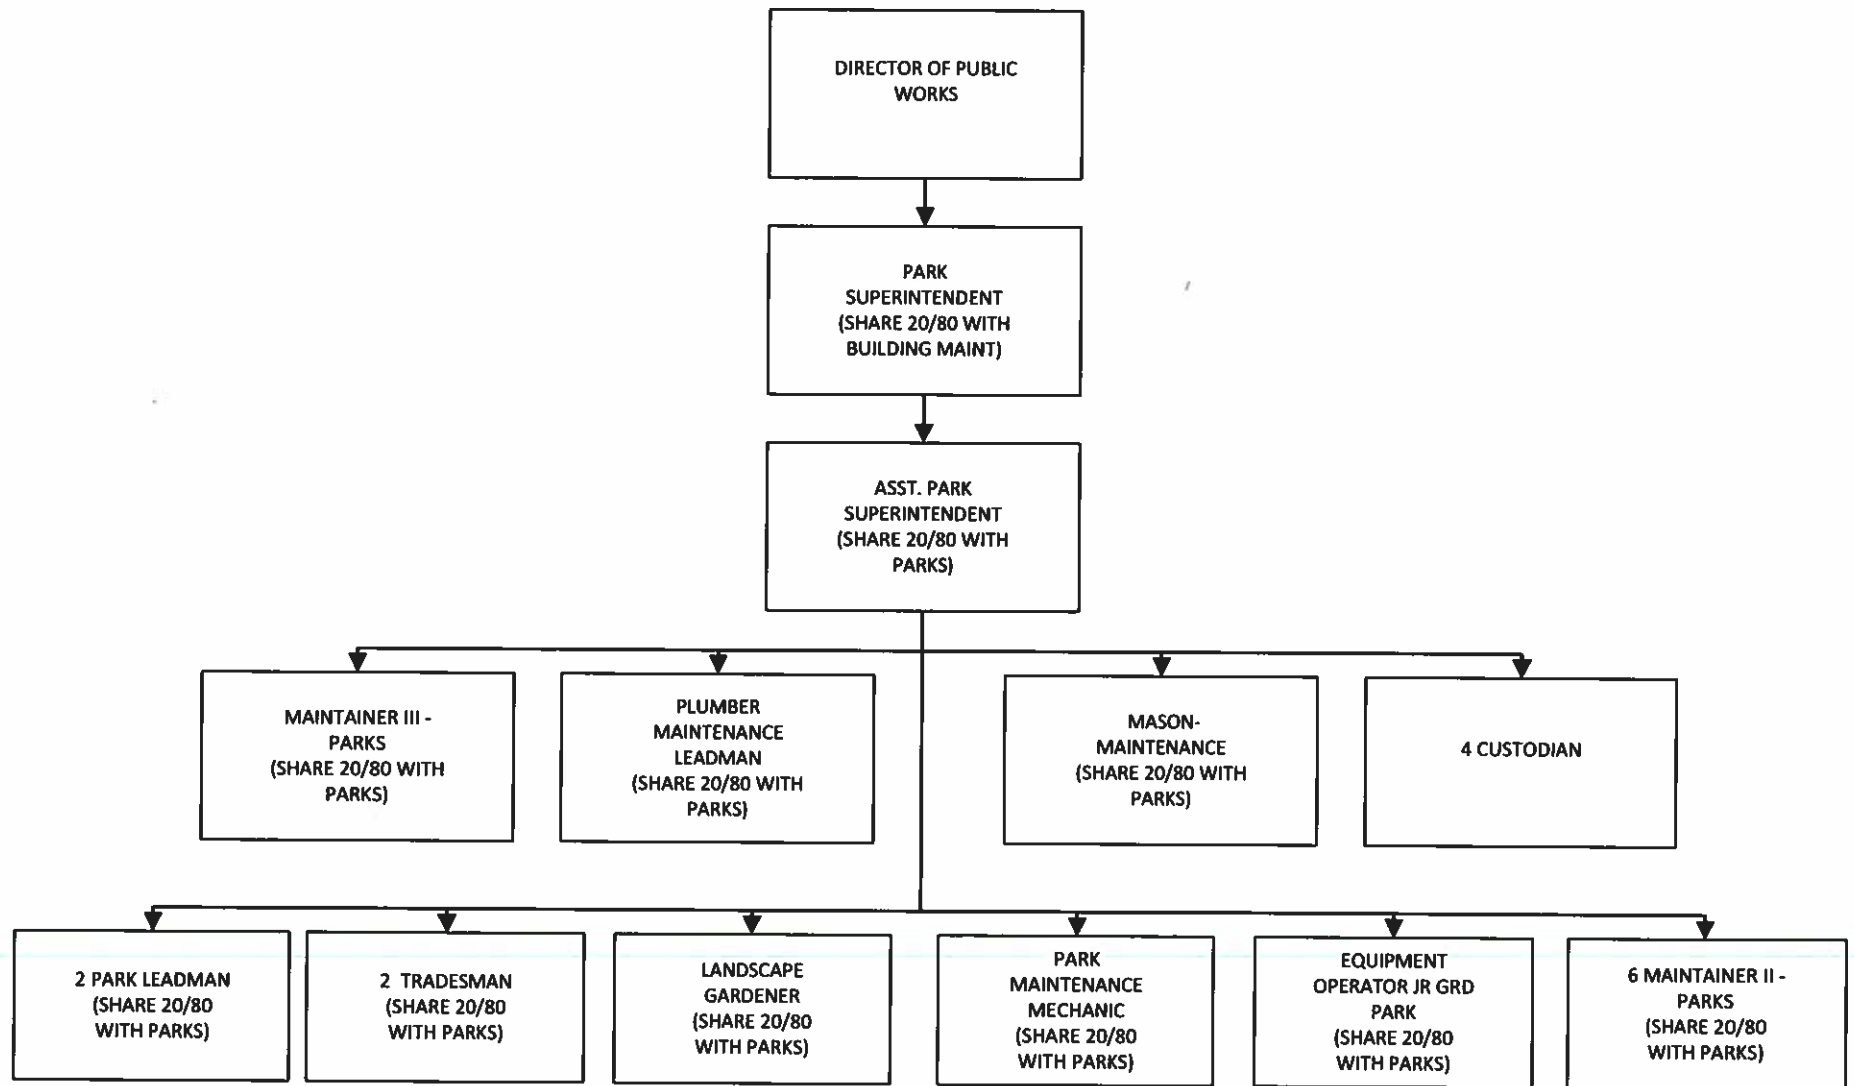 DIRECTOR OF PUBLIC
WORKS
PARK
SUPERINTENDENT
(SHARE 20/80 WITH
BUILDING MAINT)
ASST. PARK
SUPERINTENDENT
(SHARE 20/80 WITH
PARKS)
MAINTAINER III -
PARKS
(SHARE 20/80 WITH
PARKS)
PLUMBER
MAINTENANCE
LEADMAN
(SHARE 20/80 WITH
PARKS)
MASON-
MAINTENANCE
(SHARE 20/80 WITH
PARKS)
4 CUSTODIAN
2 PARK LEADMAN
(SHARE 20/80
WITH PARKS)
2 TRADESMAN
(SHARE 20/80
WITH PARKS)
LANDSCAPE
GARDENER
(SHARE 20/80
WITH PARKS)
PARK
MAINTENANCE
MECHANIC
(SHARE 20/80
WITH PARKS)
EQUIPMENT
OPERATOR JR GRD
PARK
(SHARE 20/80
WITH PARKS)
6 MAINTAINER II -
PARKS
(SHARE 20/80
WITH PARKS)